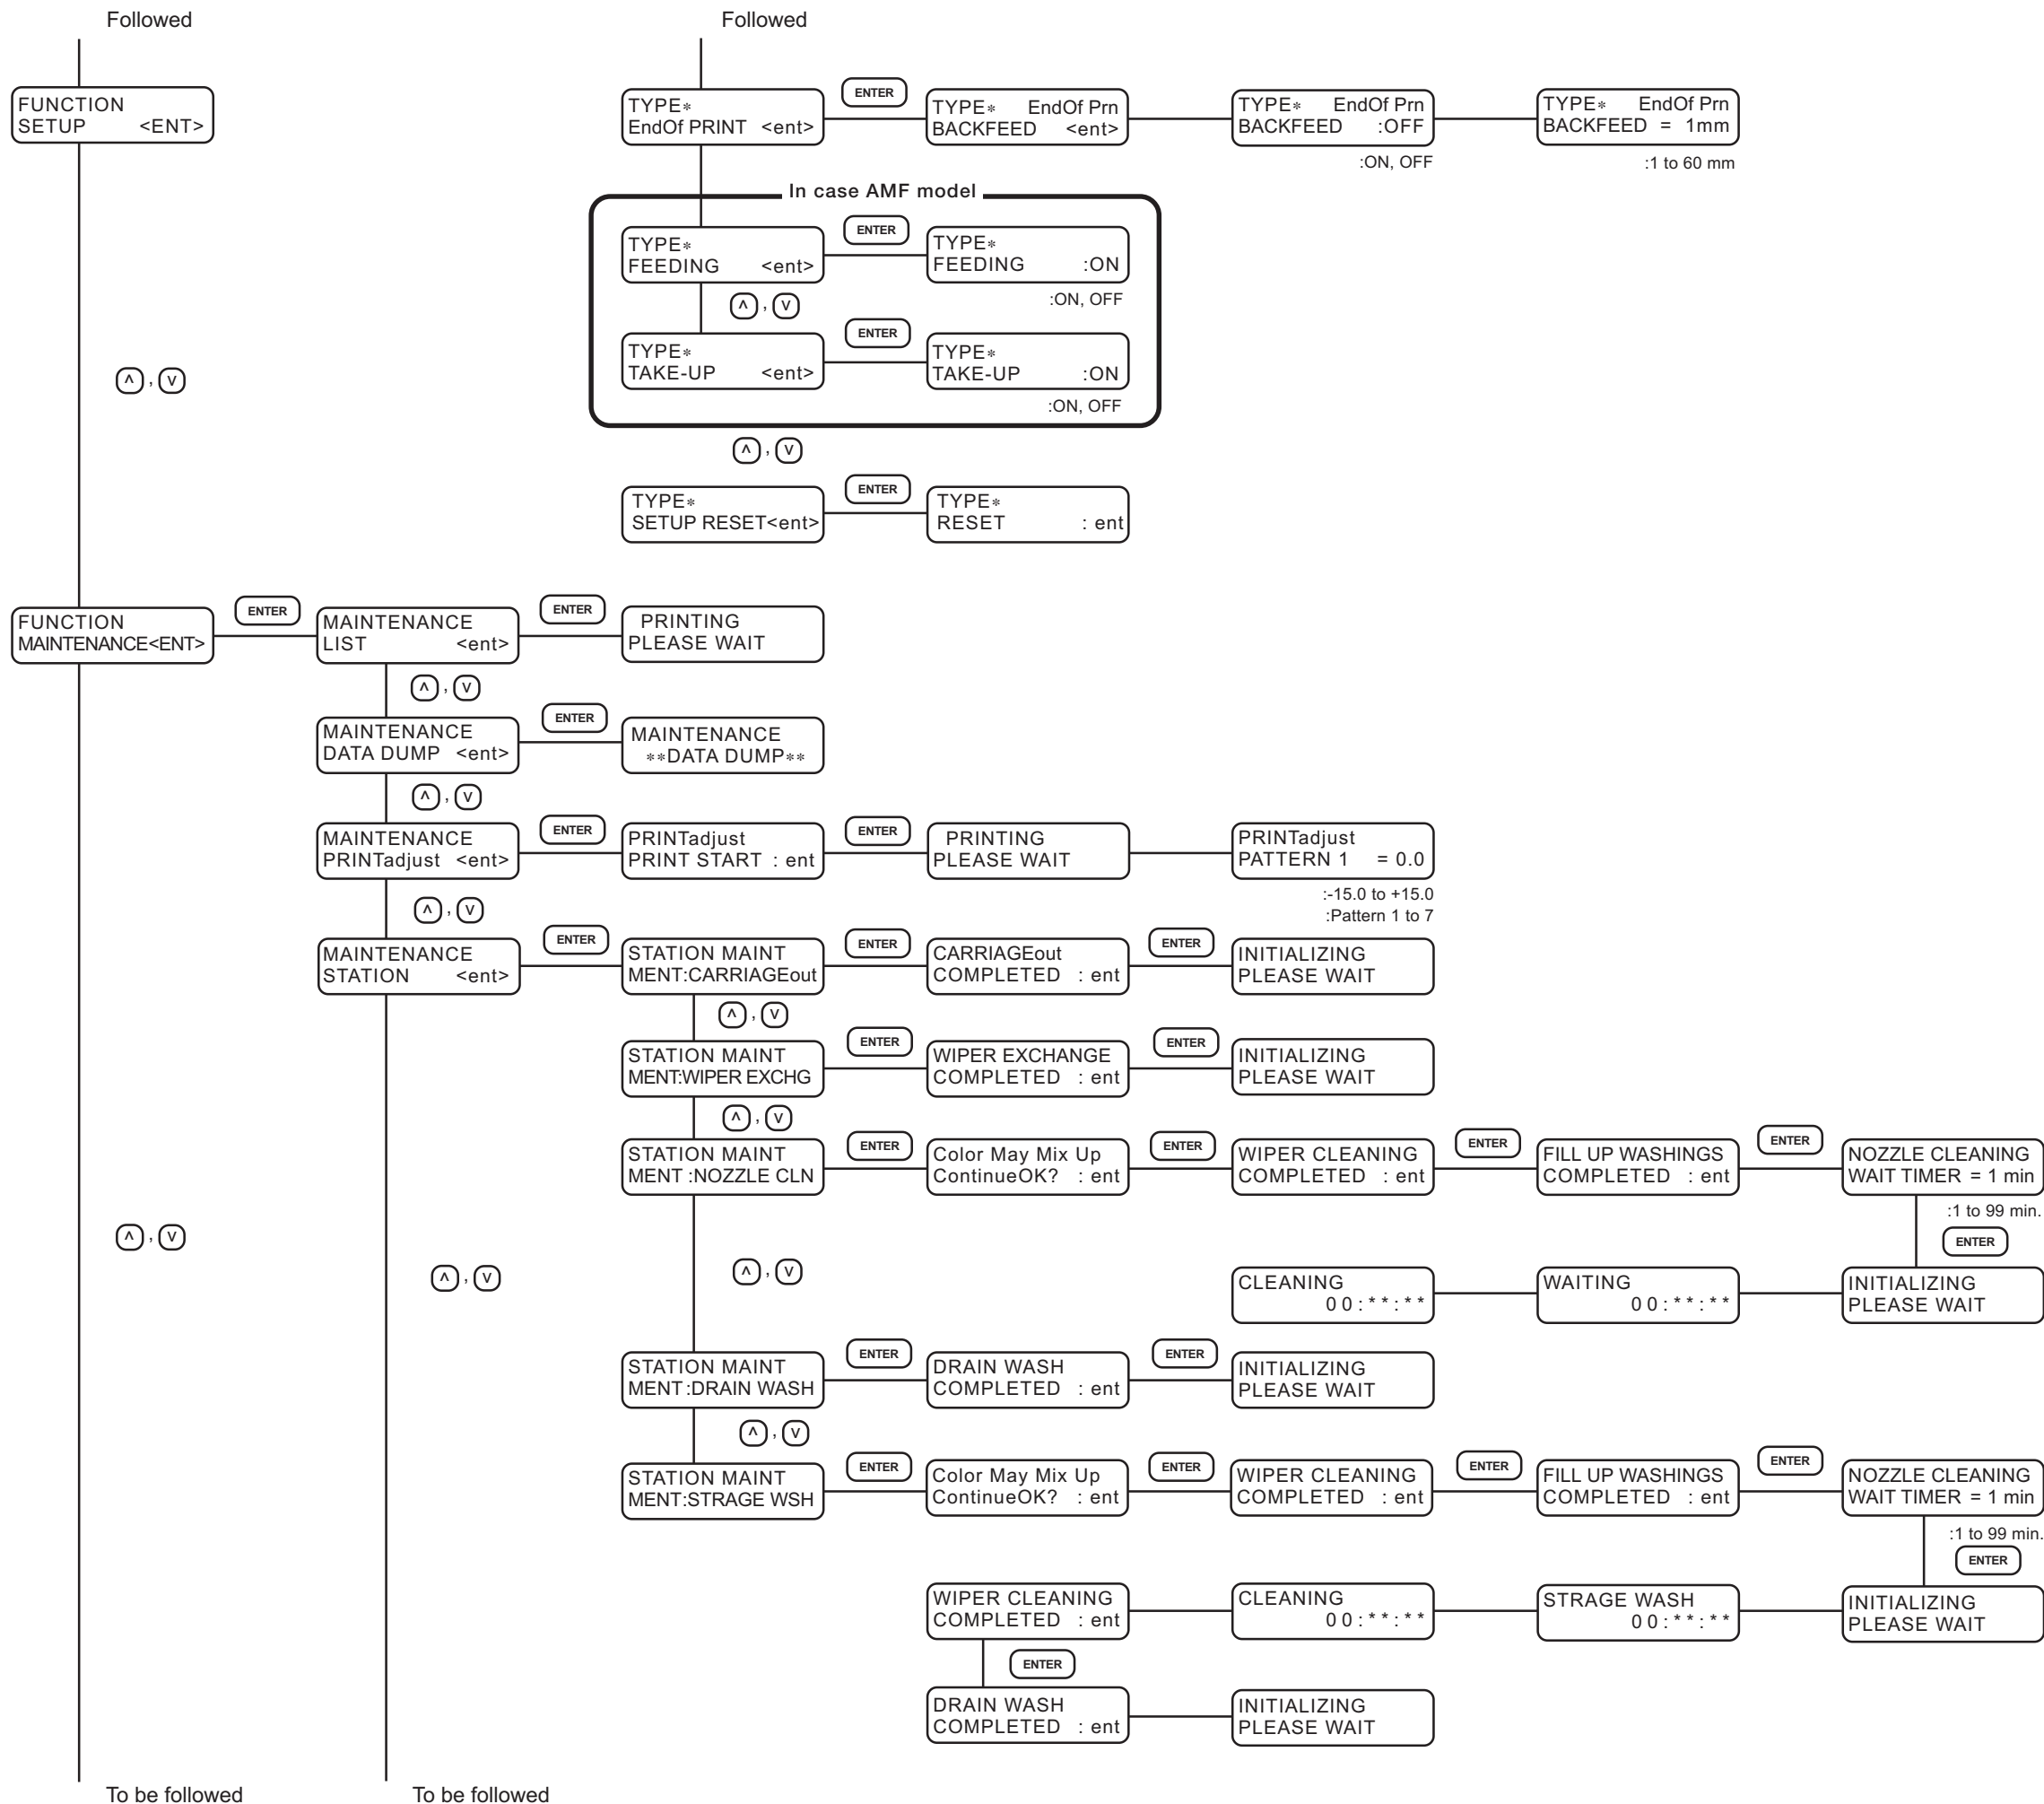 Followed
Followed
FUNCTION
SETUP <ENT>
TYPE*
EndOf PRINT <ent>
ENTER
TYPE* EndOf Prn
BACKFEED <ent>
TYPE* EndOf Prn
BACKFEED :OFF
:ON, OFF
TYPE* EndOf Prn
BACKFEED = 1mm
:1 to 60 mm
In case AMF model
TYPE*
FEEDING <ent>
ENTER
TYPE*
FEEDING :ON
:ON, OFF
^ , v
TYPE*
TAKE-UP <ent>
ENTER
TYPE*
TAKE-UP :ON
:ON, OFF
^ , v
^ , v
TYPE*
SETUP RESET<ent>
ENTER
TYPE*
RESET : ent
FUNCTION
MAINTENANCE<ENT>
ENTER
MAINTENANCE
LIST <ent>
ENTER
PRINTING
PLEASE WAIT
^ , v
MAINTENANCE
DATA DUMP <ent>
ENTER
MAINTENANCE
**DATA DUMP**
^ , v
MAINTENANCE
PRINTadjust <ent>
ENTER
PRINTadjust
PRINT START : ent
ENTER
PRINTING
PLEASE WAIT
PRINTadjust
PATTERN 1 = 0.0
:-15.0 to +15.0
:Pattern 1 to 7
^ , v
MAINTENANCE
STATION <ent>
ENTER
STATION MAINT
MENT:CARRIAGEout
ENTER
CARRIAGEout
COMPLETED : ent
ENTER
INITIALIZING
PLEASE WAIT
^ , v
STATION MAINT
MENT:WIPER EXCHG
ENTER
WIPER EXCHANGE
COMPLETED : ent
ENTER
INITIALIZING
PLEASE WAIT
^ , v
STATION MAINT
MENT :NOZZLE CLN
ENTER
Color May Mix Up
ContinueOK? : ent
ENTER
WIPER CLEANING
COMPLETED : ent
ENTER
FILL UP WASHINGS
COMPLETED : ent
ENTER
NOZZLE CLEANING
WAIT TIMER = 1 min
:1 to 99 min.
ENTER
^ , v
^ , v
^ , v
CLEANING
00:**:**
WAITING
00:**:**
INITIALIZING
PLEASE WAIT
STATION MAINT
MENT :DRAIN WASH
ENTER
DRAIN WASH
COMPLETED : ent
ENTER
INITIALIZING
PLEASE WAIT
^ , v
STATION MAINT
MENT:STRAGE WSH
ENTER
Color May Mix Up
ContinueOK? : ent
ENTER
WIPER CLEANING
COMPLETED : ent
ENTER
FILL UP WASHINGS
COMPLETED : ent
ENTER
NOZZLE CLEANING
WAIT TIMER = 1 min
:1 to 99 min.
ENTER
WIPER CLEANING
COMPLETED : ent
CLEANING
00:**:**
STRAGE WASH
00:**:**
INITIALIZING
PLEASE WAIT
ENTER
DRAIN WASH
COMPLETED : ent
INITIALIZING
PLEASE WAIT
To be followed
To be followed